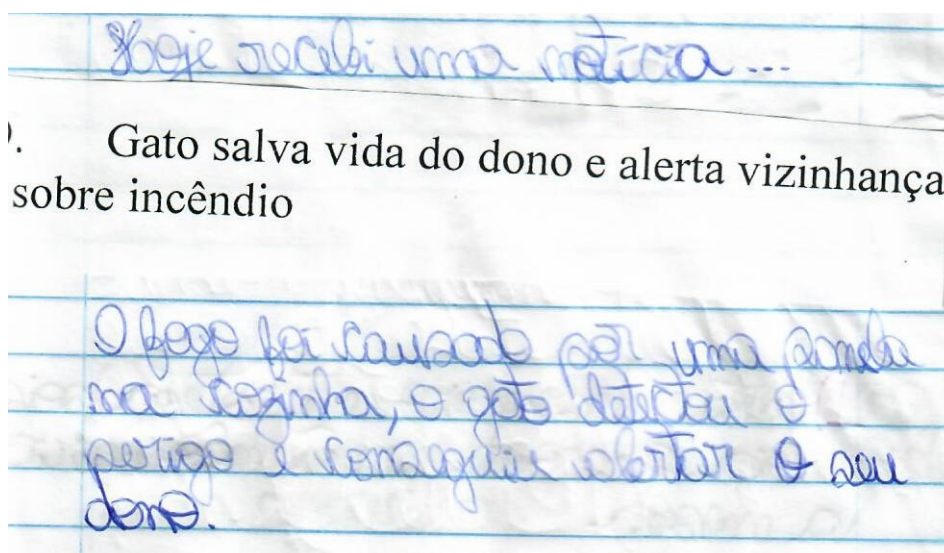 Hoje recebi uma notícia...
). Gato salva vida do dono e alerta vizinhança
sobre incêndio
O fogo foi causado por uma panela
na cozinha, o gato detectou o
perigo e conseguiu alertar o seu
dono.